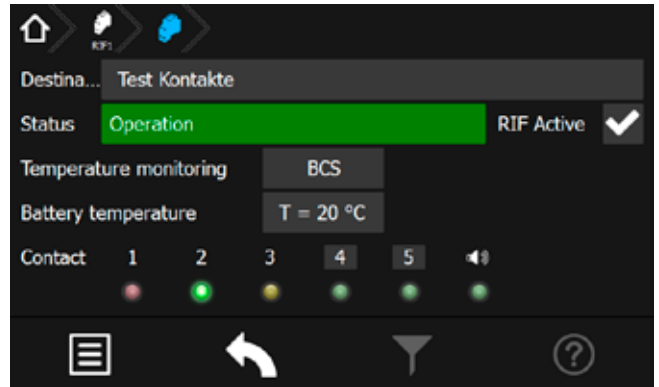 RIF1
Destina... Test Kontakte
Status Operation RIF Active
Temperature monitoring BCS
Battery temperature T = 20 °C
Contact 1 2 3 4 5
?